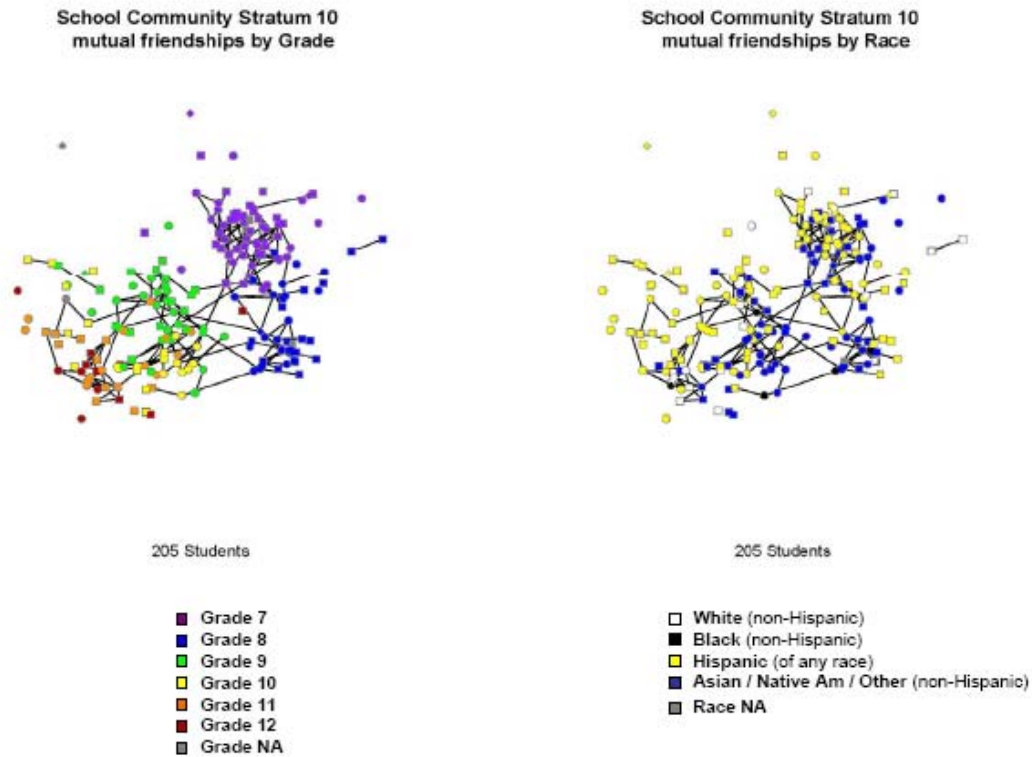 School Community Stratum 10
mutual friendships by Grade
School Community Stratum 10
mutual friendships by Race
205 Students
205 Students
Grade 7
Grade 8
Grade 9
Grade 10
Grade 11
Grade 12
Grade NA
White (non-Hispanic)
Black (non-Hispanic)
Hispanic (of any race)
Asian / Native Am / Other (non-Hispanic)
Race NA